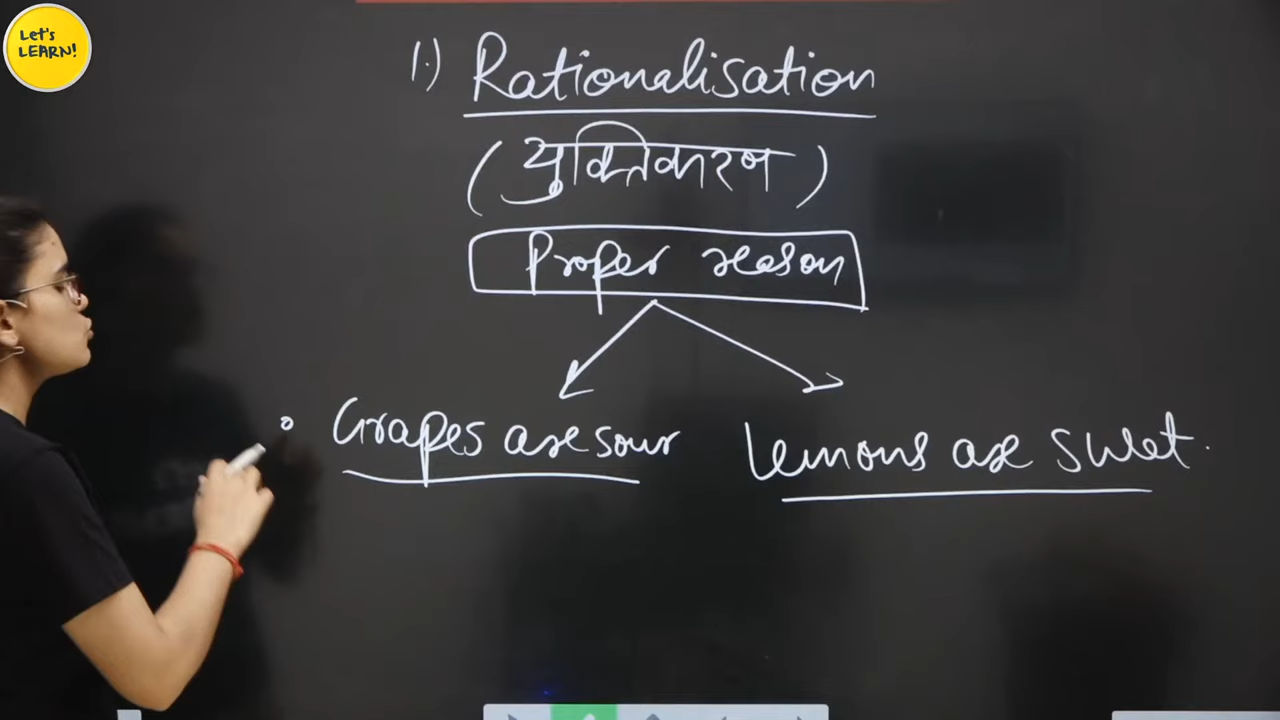 Let's
LEARN!
1.) Rationalisation
(युक्तिकरण)
Proper reason
Grapes are sour
lemons are sweet.